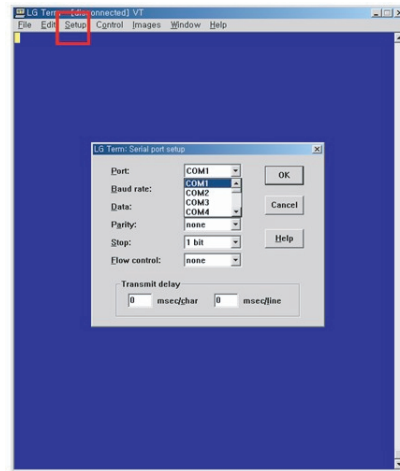 LG Term - [disconnected] VT
File Edit Setup Control Images Window Help
LG Term: Serial port setup
Port: COM1
COM1
COM2
COM3
COM4
Baud rate:
Data:
Parity: none
Stop: 1 bit
Flow control: none
OK
Cancel
Help
Transmit delay
0 msec/char 0 msec/line